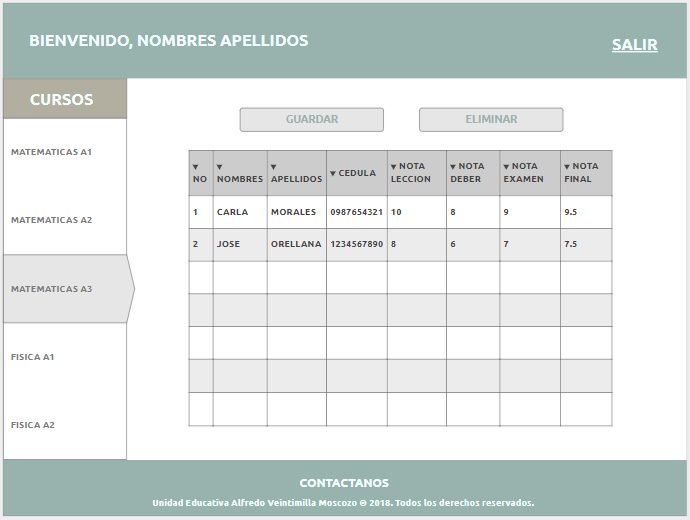 BIENVENIDO, NOMBRES APELLIDOS
SALIR
CURSOS
MATEMATICAS A1
MATEMATICAS A2
MATEMATICAS A3
FISICA A1
FISICA A2
GUARDAR ELIMINAR
▼ NO ▼ NOMBRES ▼ APELLIDOS ▼ CEDULA ▼ NOTA LECCION ▼ NOTA DEBER ▼ NOTA EXAMEN ▼ NOTA FINAL
1 CARLA MORALES 0987654321 10 8 9 9.5
2 JOSE ORELLANA 1234567890 8 6 7 7.5
CONTACTANOS
Unidad Educativa Alfredo Veintimilla Moscozo © 2018. Todos los derechos reservados.